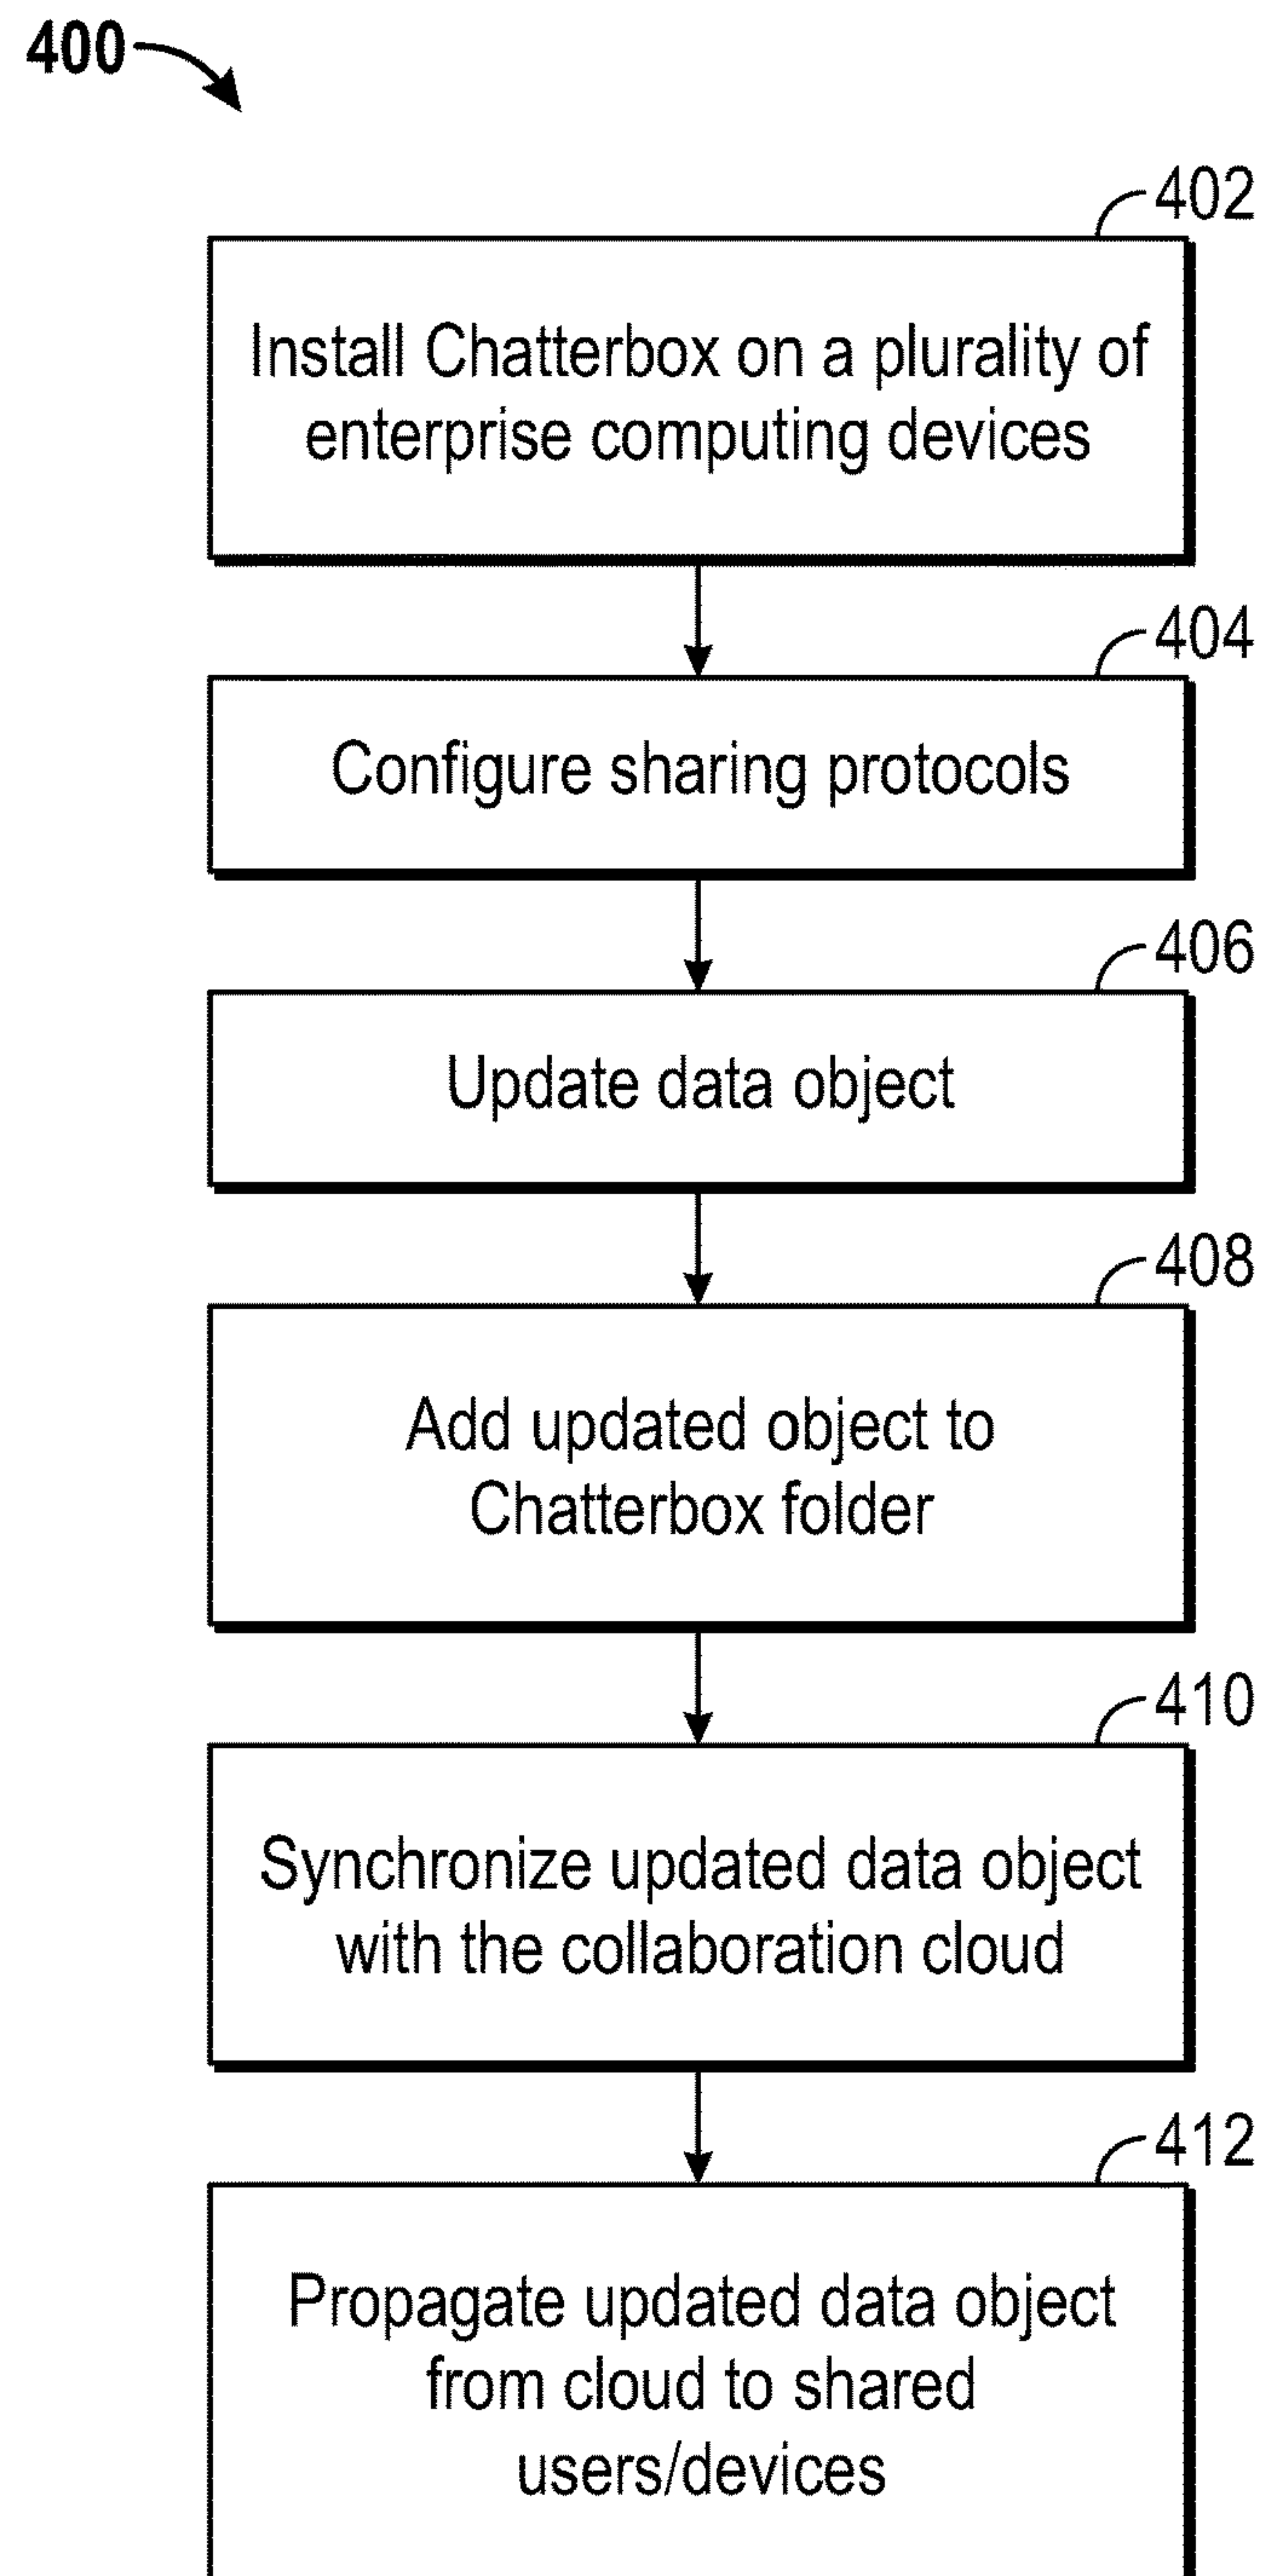 400
402
Install Chatterbox on a plurality of
enterprise computing devices
404
Configure sharing protocols
406
Update data object
408
Add updated object to
Chatterbox folder
410
Synchronize updated data object
with the collaboration cloud
412
Propagate updated data object
from cloud to shared
users/devices